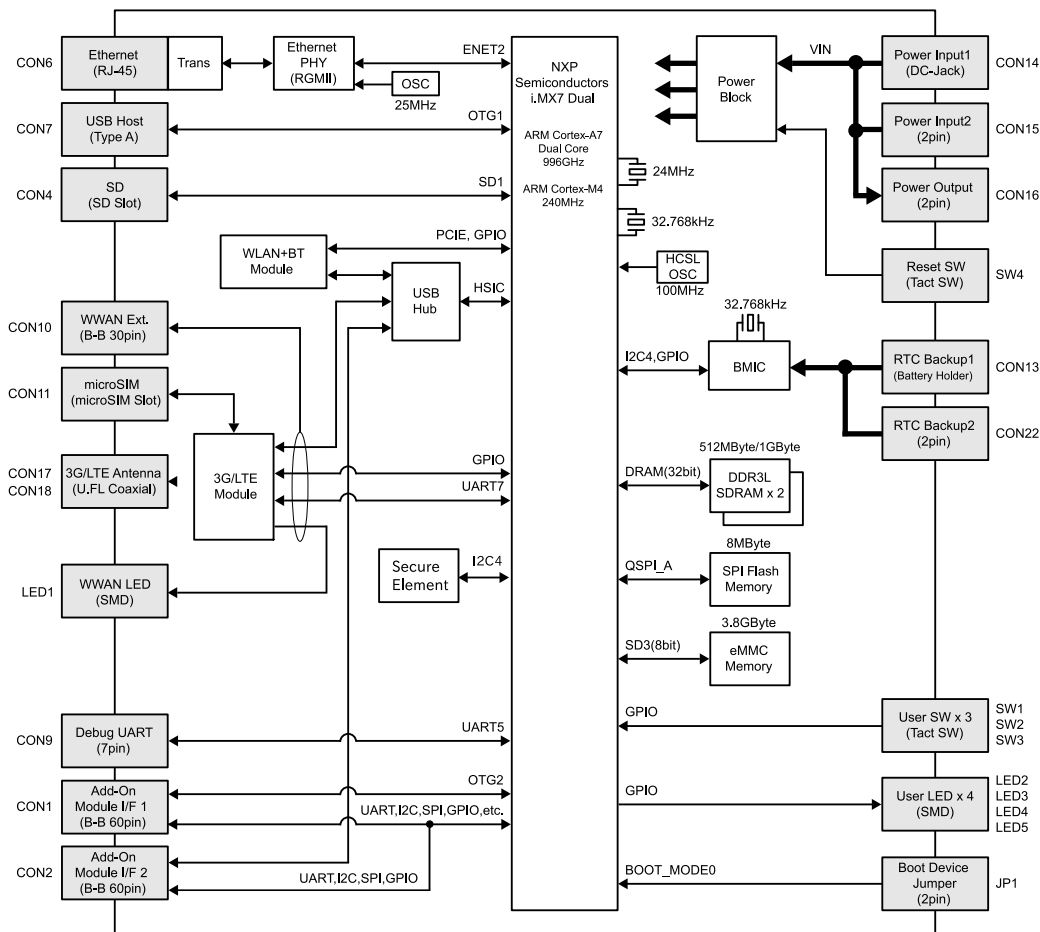 CON6
Ethernet
(RJ-45)
Trans
Ethernet
PHY
(RGMII)
ENET2
OSC
25MHz
CON7
USB Host
(Type A)
OTG1
CON4
SD
(SD Slot)
SD1
WLAN+BT
Module
PCIE, GPIO
USB
Hub
HSIC
CON10
WWAN Ext.
(B-B 30pin)
CON11
microSIM
(microSIM Slot)
CON17
CON18
3G/LTE Antenna
(U.FL Coaxial)
3G/LTE
Module
GPIO
UART7
Secure
Element
I2C4
LED1
WWAN LED
(SMD)
CON9
Debug UART
(7pin)
UART5
CON1
Add-On
Module I/F 1
(B-B 60pin)
OTG2
UART,I2C,SPI,GPIO,etc.
CON2
Add-On
Module I/F 2
(B-B 60pin)
UART,I2C,SPI,GPIO
NXP
Semiconductors
i.MX7 Dual
ARM Cortex-A7
Dual Core
996GHz
ARM Cortex-M4
240MHz
24MHz
32.768kHz
HCSL
OSC
100MHz
Power
Block
VIN
Power Input1
(DC-Jack)
CON14
Power Input2
(2pin)
CON15
Power Output
(2pin)
CON16
Reset SW
(Tact SW)
SW4
32.768kHz
I2C4,GPIO
BMIC
RTC Backup1
(Battery Holder)
CON13
RTC Backup2
(2pin)
CON22
512MByte/1GByte
DRAM(32bit)
DDR3L
SDRAM x 2
8MByte
QSPI_A
SPI Flash
Memory
3.8GByte
SD3(8bit)
eMMC
Memory
GPIO
User SW x 3
(Tact SW)
SW1
SW2
SW3
GPIO
User LED x 4
(SMD)
LED2
LED3
LED4
LED5
BOOT_MODE0
Boot Device
Jumper
(2pin)
JP1